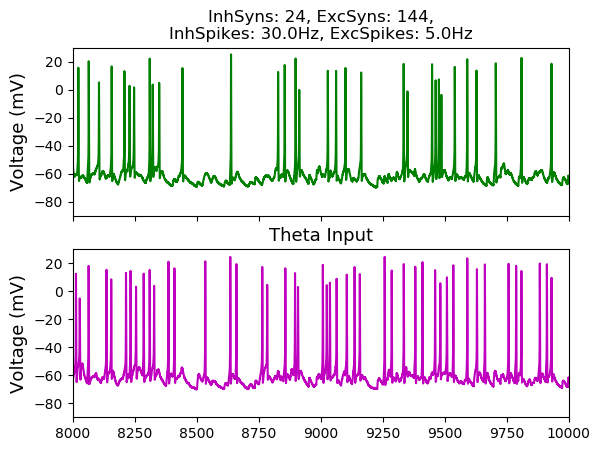 InhSyns: 24, ExcSyns: 144,
InhSpikes: 30.0Hz, ExcSpikes: 5.0Hz
Voltage (mV)
20
0
−20
−40
−60
−80
Theta Input
Voltage (mV)
20
0
−20
−40
−60
−80
8000 8250 8500 8750 9000 9250 9500 9750 10000